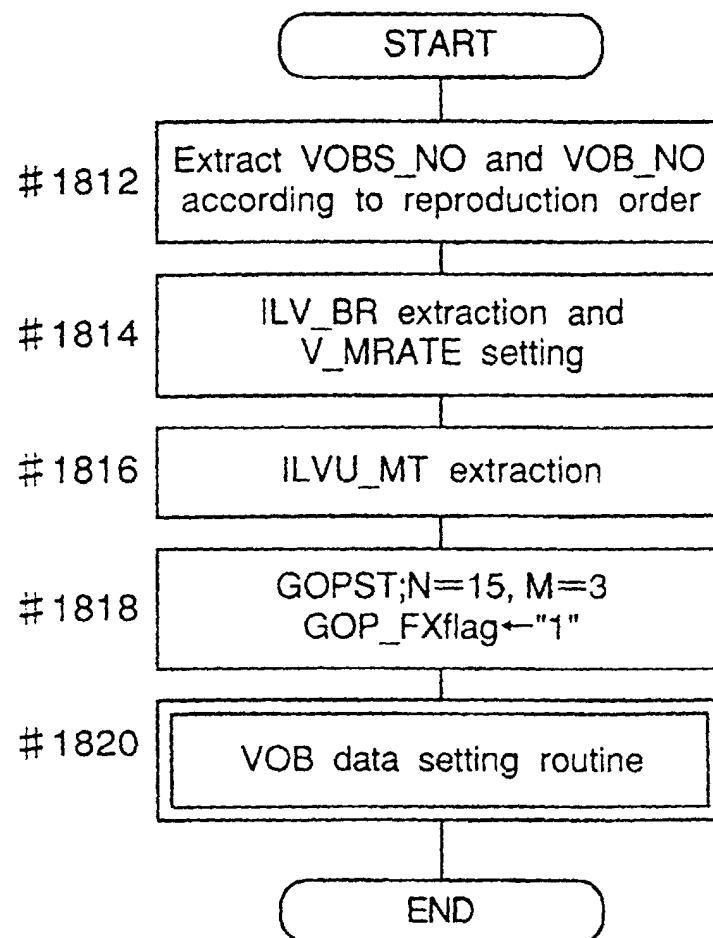 START
#1812
Extract VOBS_NO and VOB_NO
according to reproduction order
#1814
ILV_BR extraction and
V_MRATE setting
#1816
ILVU_MT extraction
#1818
GOPST;N=15, M=3
GOP_FXflag←"1"
#1820
VOB data setting routine
END